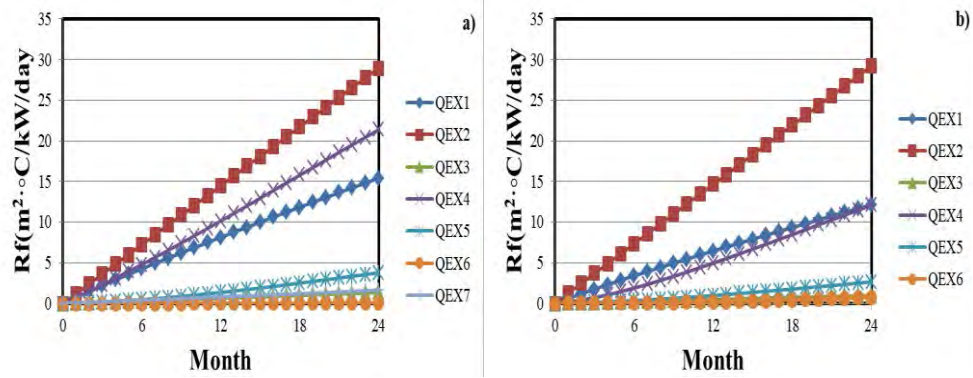 a)
Rf(m²·∘C/kW/day
35
30
25
20
15
10
5
0
0 6 12 18 24
Month
QEX1
QEX2
QEX3
QEX4
QEX5
QEX6
QEX7
b)
Rf(m²·∘C/kW/day
35
30
25
20
15
10
5
0
0 6 12 18 24
Month
QEX1
QEX2
QEX3
QEX4
QEX5
QEX6